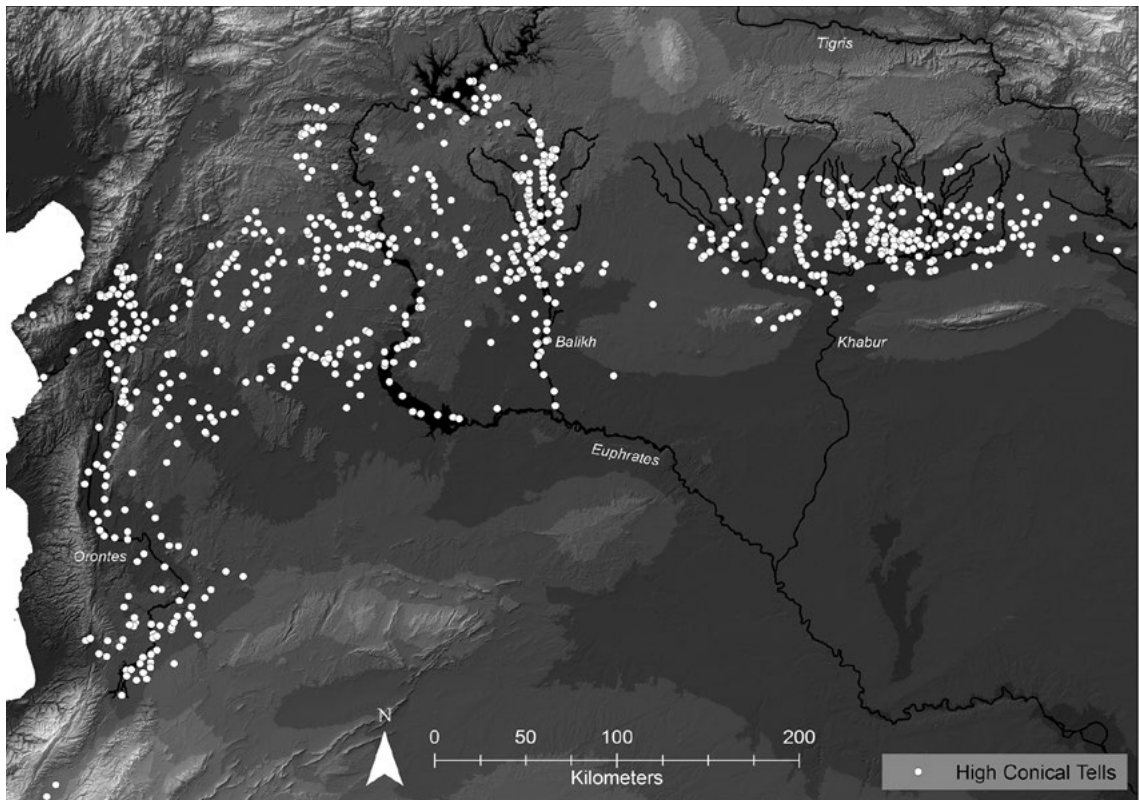 Tigris
Balikh
Khabur
Euphrates
Orontes
N
0 50 100 200
Kilometers
High Conical Tells